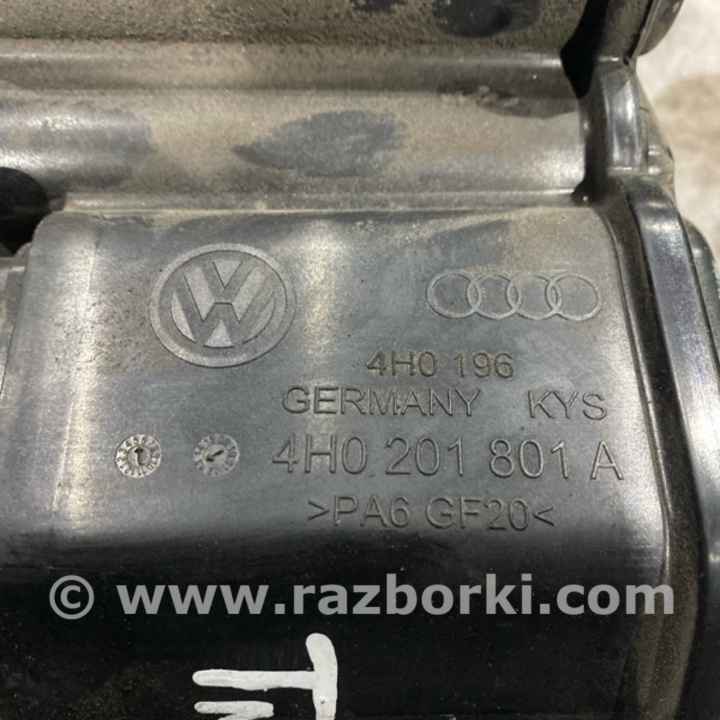 4H0 196
GERMANY KYS
4H0 201 801 A
>PA6 GF20<
© www.razborki.com